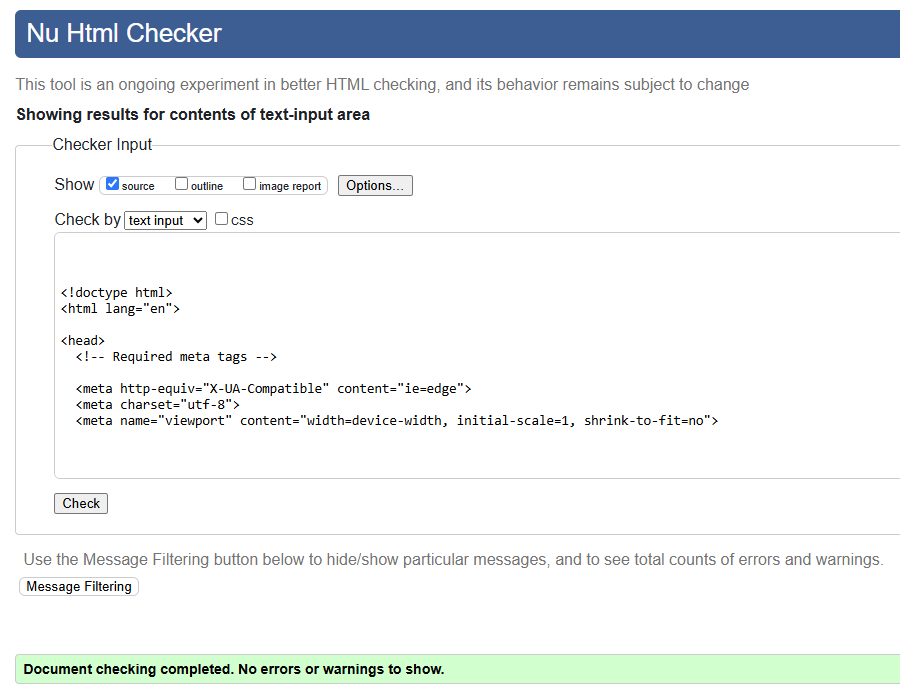 Nu Html Checker
This tool is an ongoing experiment in better HTML checking, and its behavior remains subject to change
Showing results for contents of text-input area
Checker Input
Show source outline image report Options...
Check by text input css
<!doctype html>
<html lang="en">
<head>
<!-- Required meta tags -->
<meta http-equiv="X-UA-Compatible" content="ie=edge">
<meta charset="utf-8">
<meta name="viewport" content="width=device-width, initial-scale=1, shrink-to-fit=no">
Check
Use the Message Filtering button below to hide/show particular messages, and to see total counts of errors and warnings.
Message Filtering
Document checking completed. No errors or warnings to show.